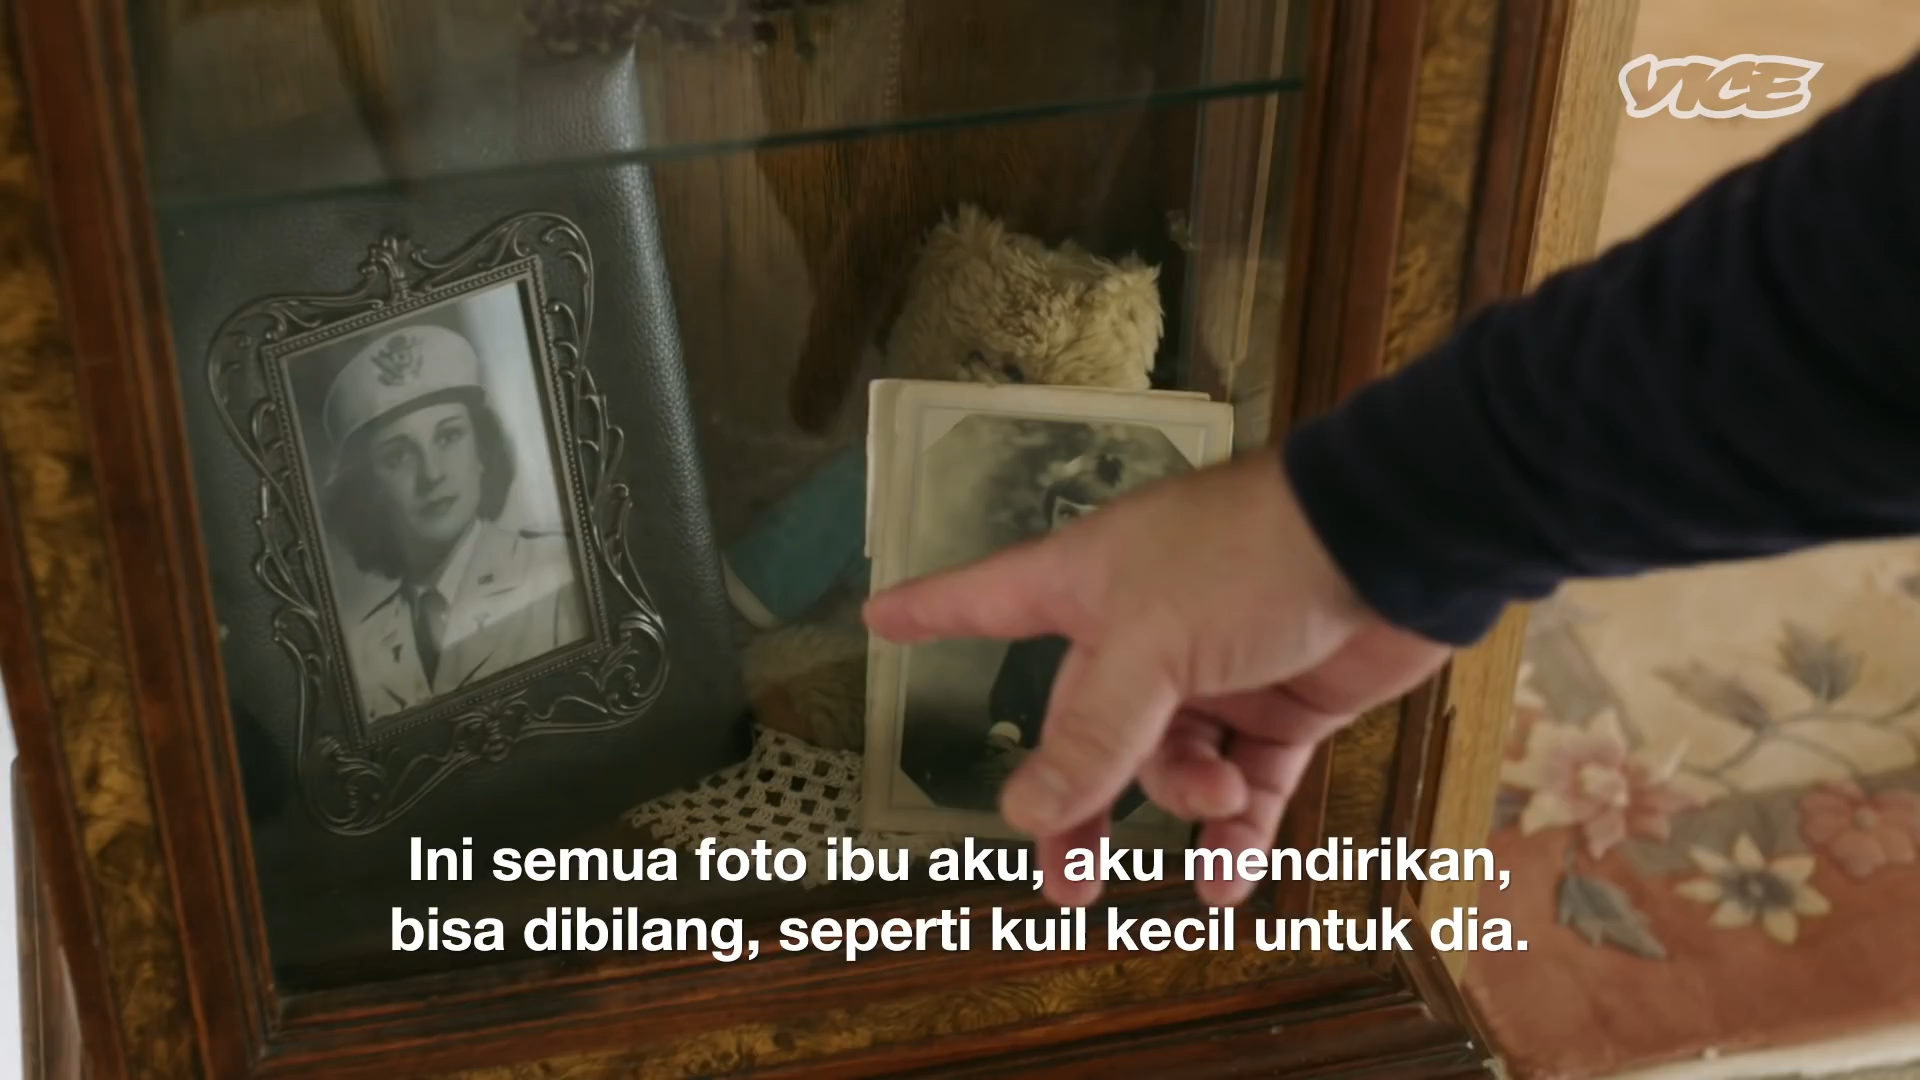 VICE
Ini semua foto ibu aku, aku mendirikan,
bisa dibilang, seperti kuil kecil untuk dia.